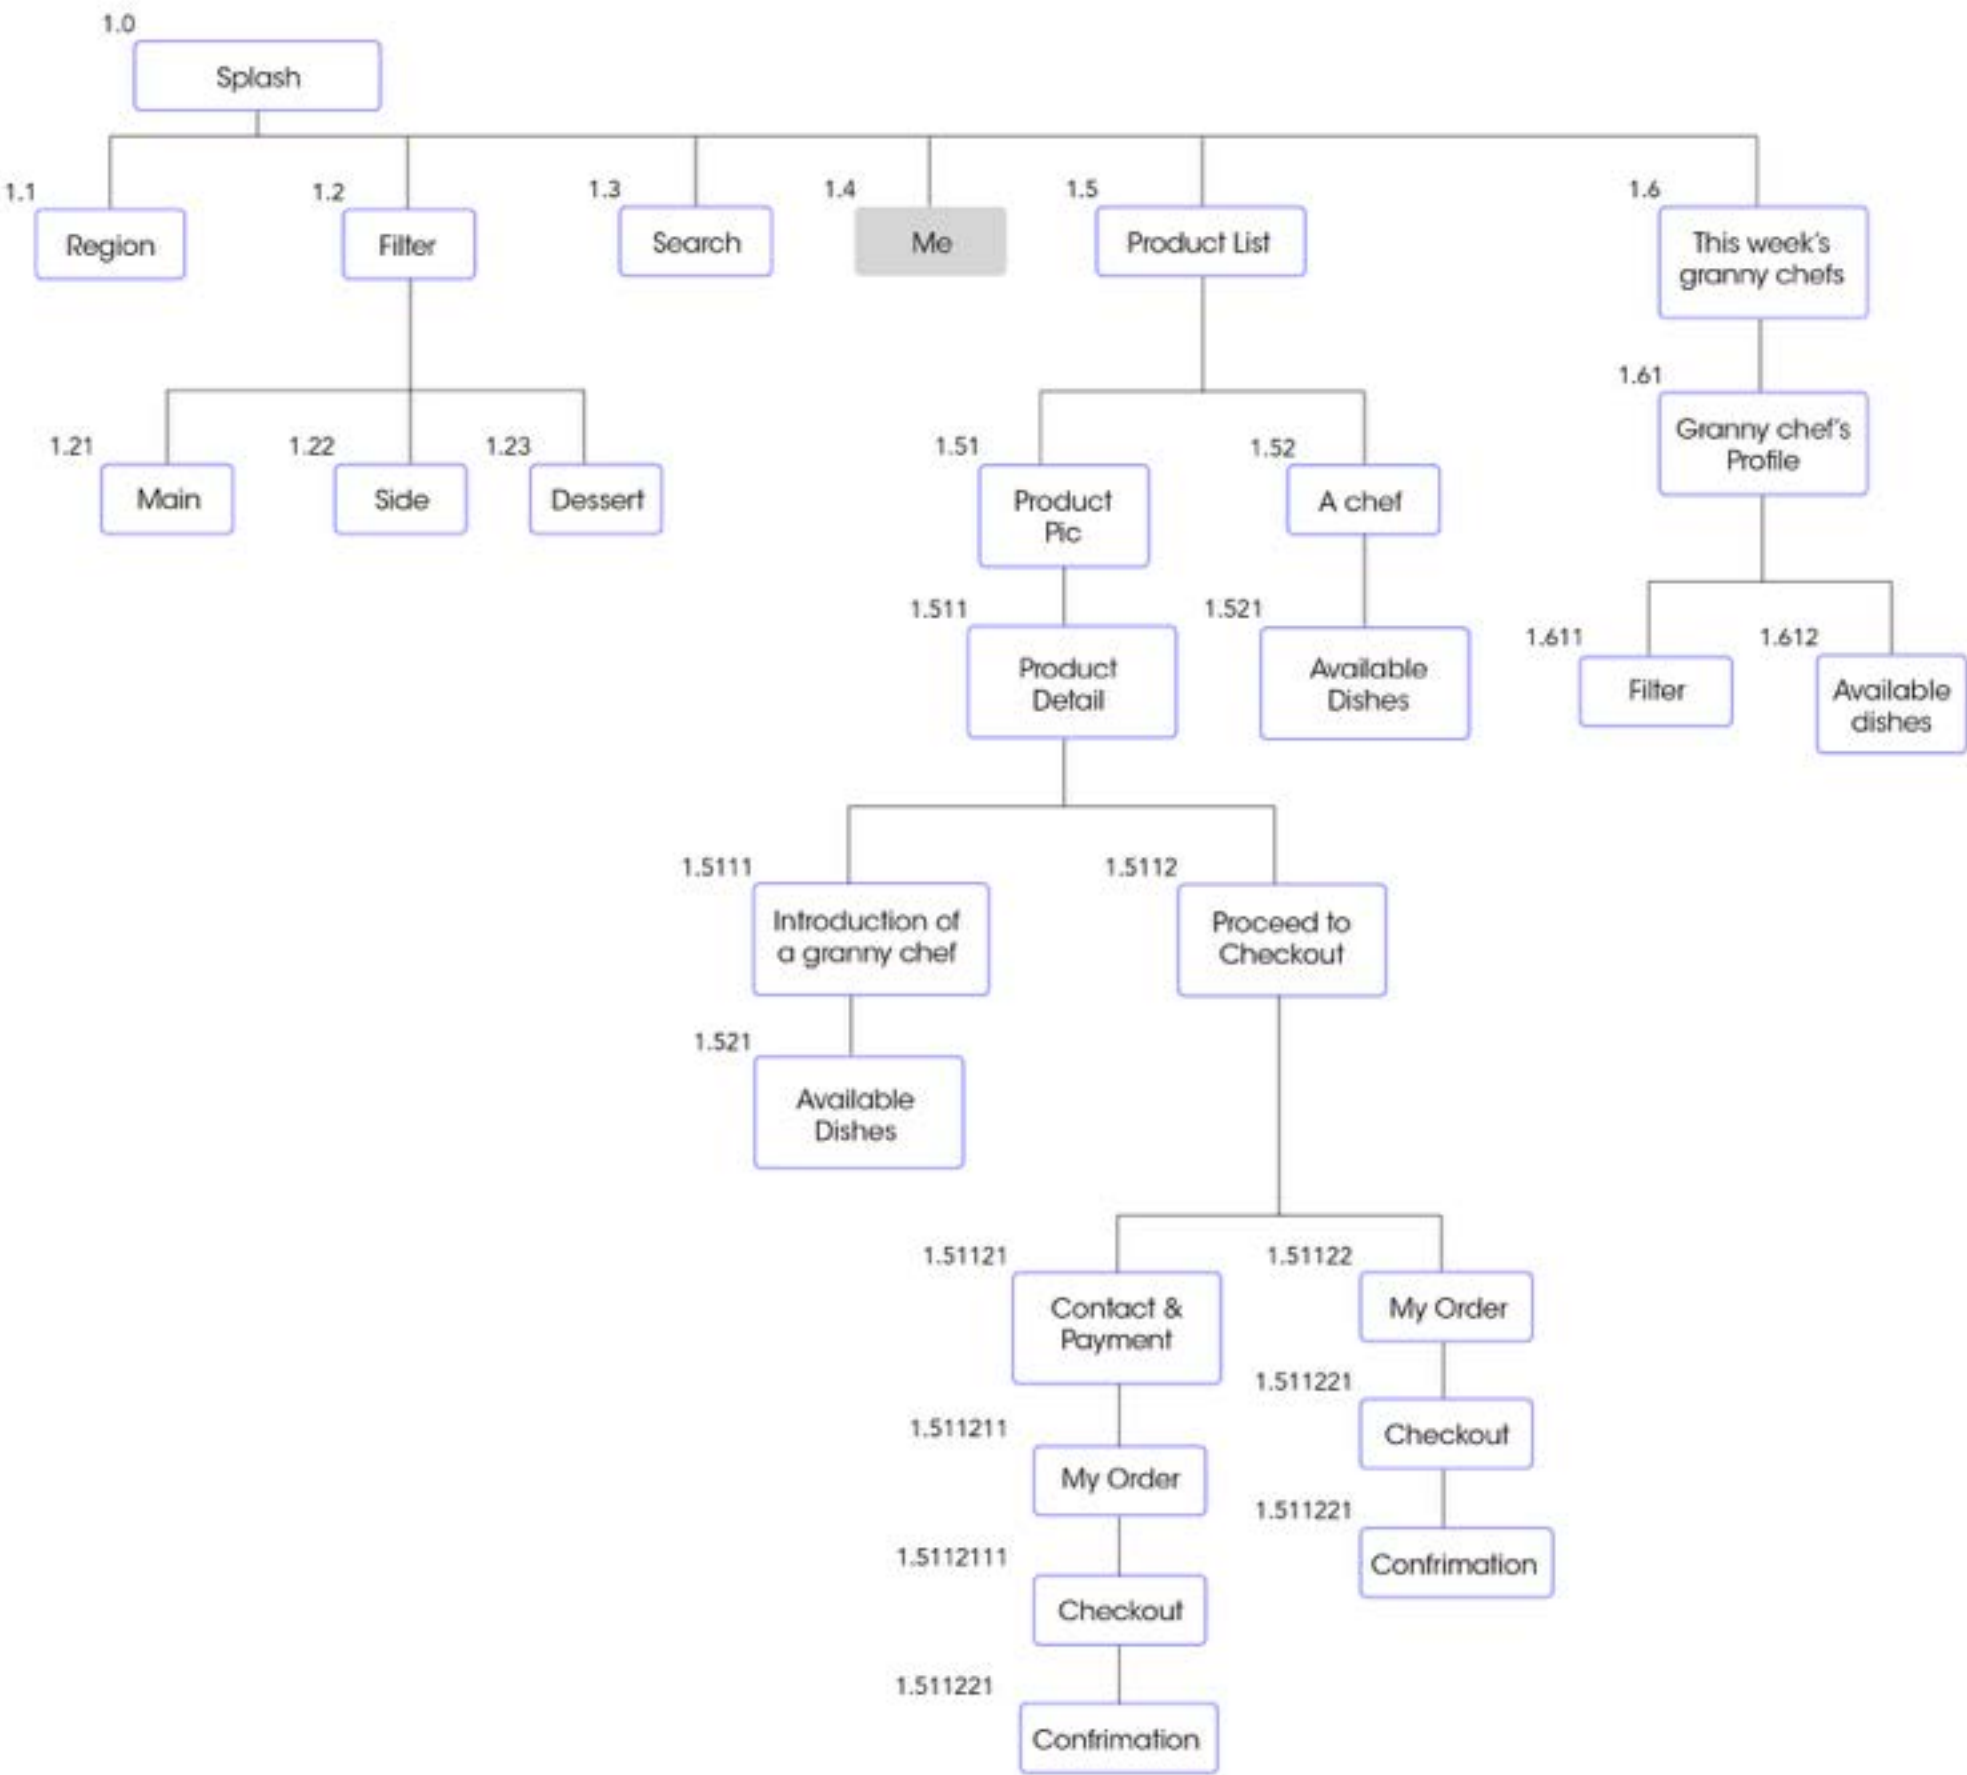 1.0
Splash
1.1
Region
1.2
Filter
1.3
Search
1.4
Me
1.5
Product List
1.6
This week's
granny chefs
1.61
Granny chef's
Profile
1.21
Main
1.22
Side
1.23
Dessert
1.51
Product
Pic
1.52
A chef
1.511
Product
Detail
1.521
Available
Dishes
1.611
Filter
1.612
Available
dishes
1.5111
Introduction of
a granny chef
1.5112
Proceed to
Checkout
1.521
Available
Dishes
1.51121
Contact &
Payment
1.51122
My Order
1.511221
Checkout
1.511221
Confrimation
1.511211
My Order
1.5112111
Checkout
1.511221
Confrimation